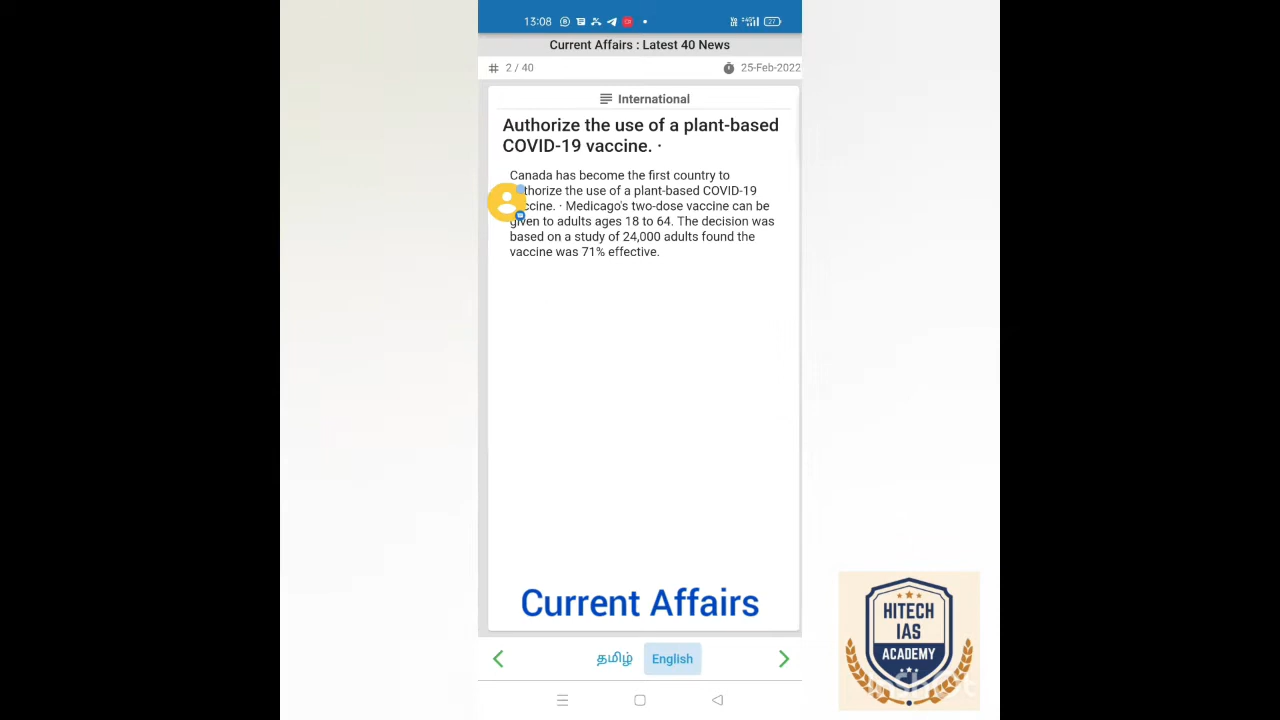 13:08
27
Current Affairs : Latest 40 News
# 2 / 40
25-Feb-2022
International
Authorize the use of a plant-based
COVID-19 vaccine. ·
Canada has become the first country to
thorize the use of a plant-based COVID-19
ccine. · Medicago's two-dose vaccine can be
given to adults ages 18 to 64. The decision was
based on a study of 24,000 adults found the
vaccine was 71% effective.
Current Affairs
தமிழ் English
HITECH
IAS
ACADEMY
InShot